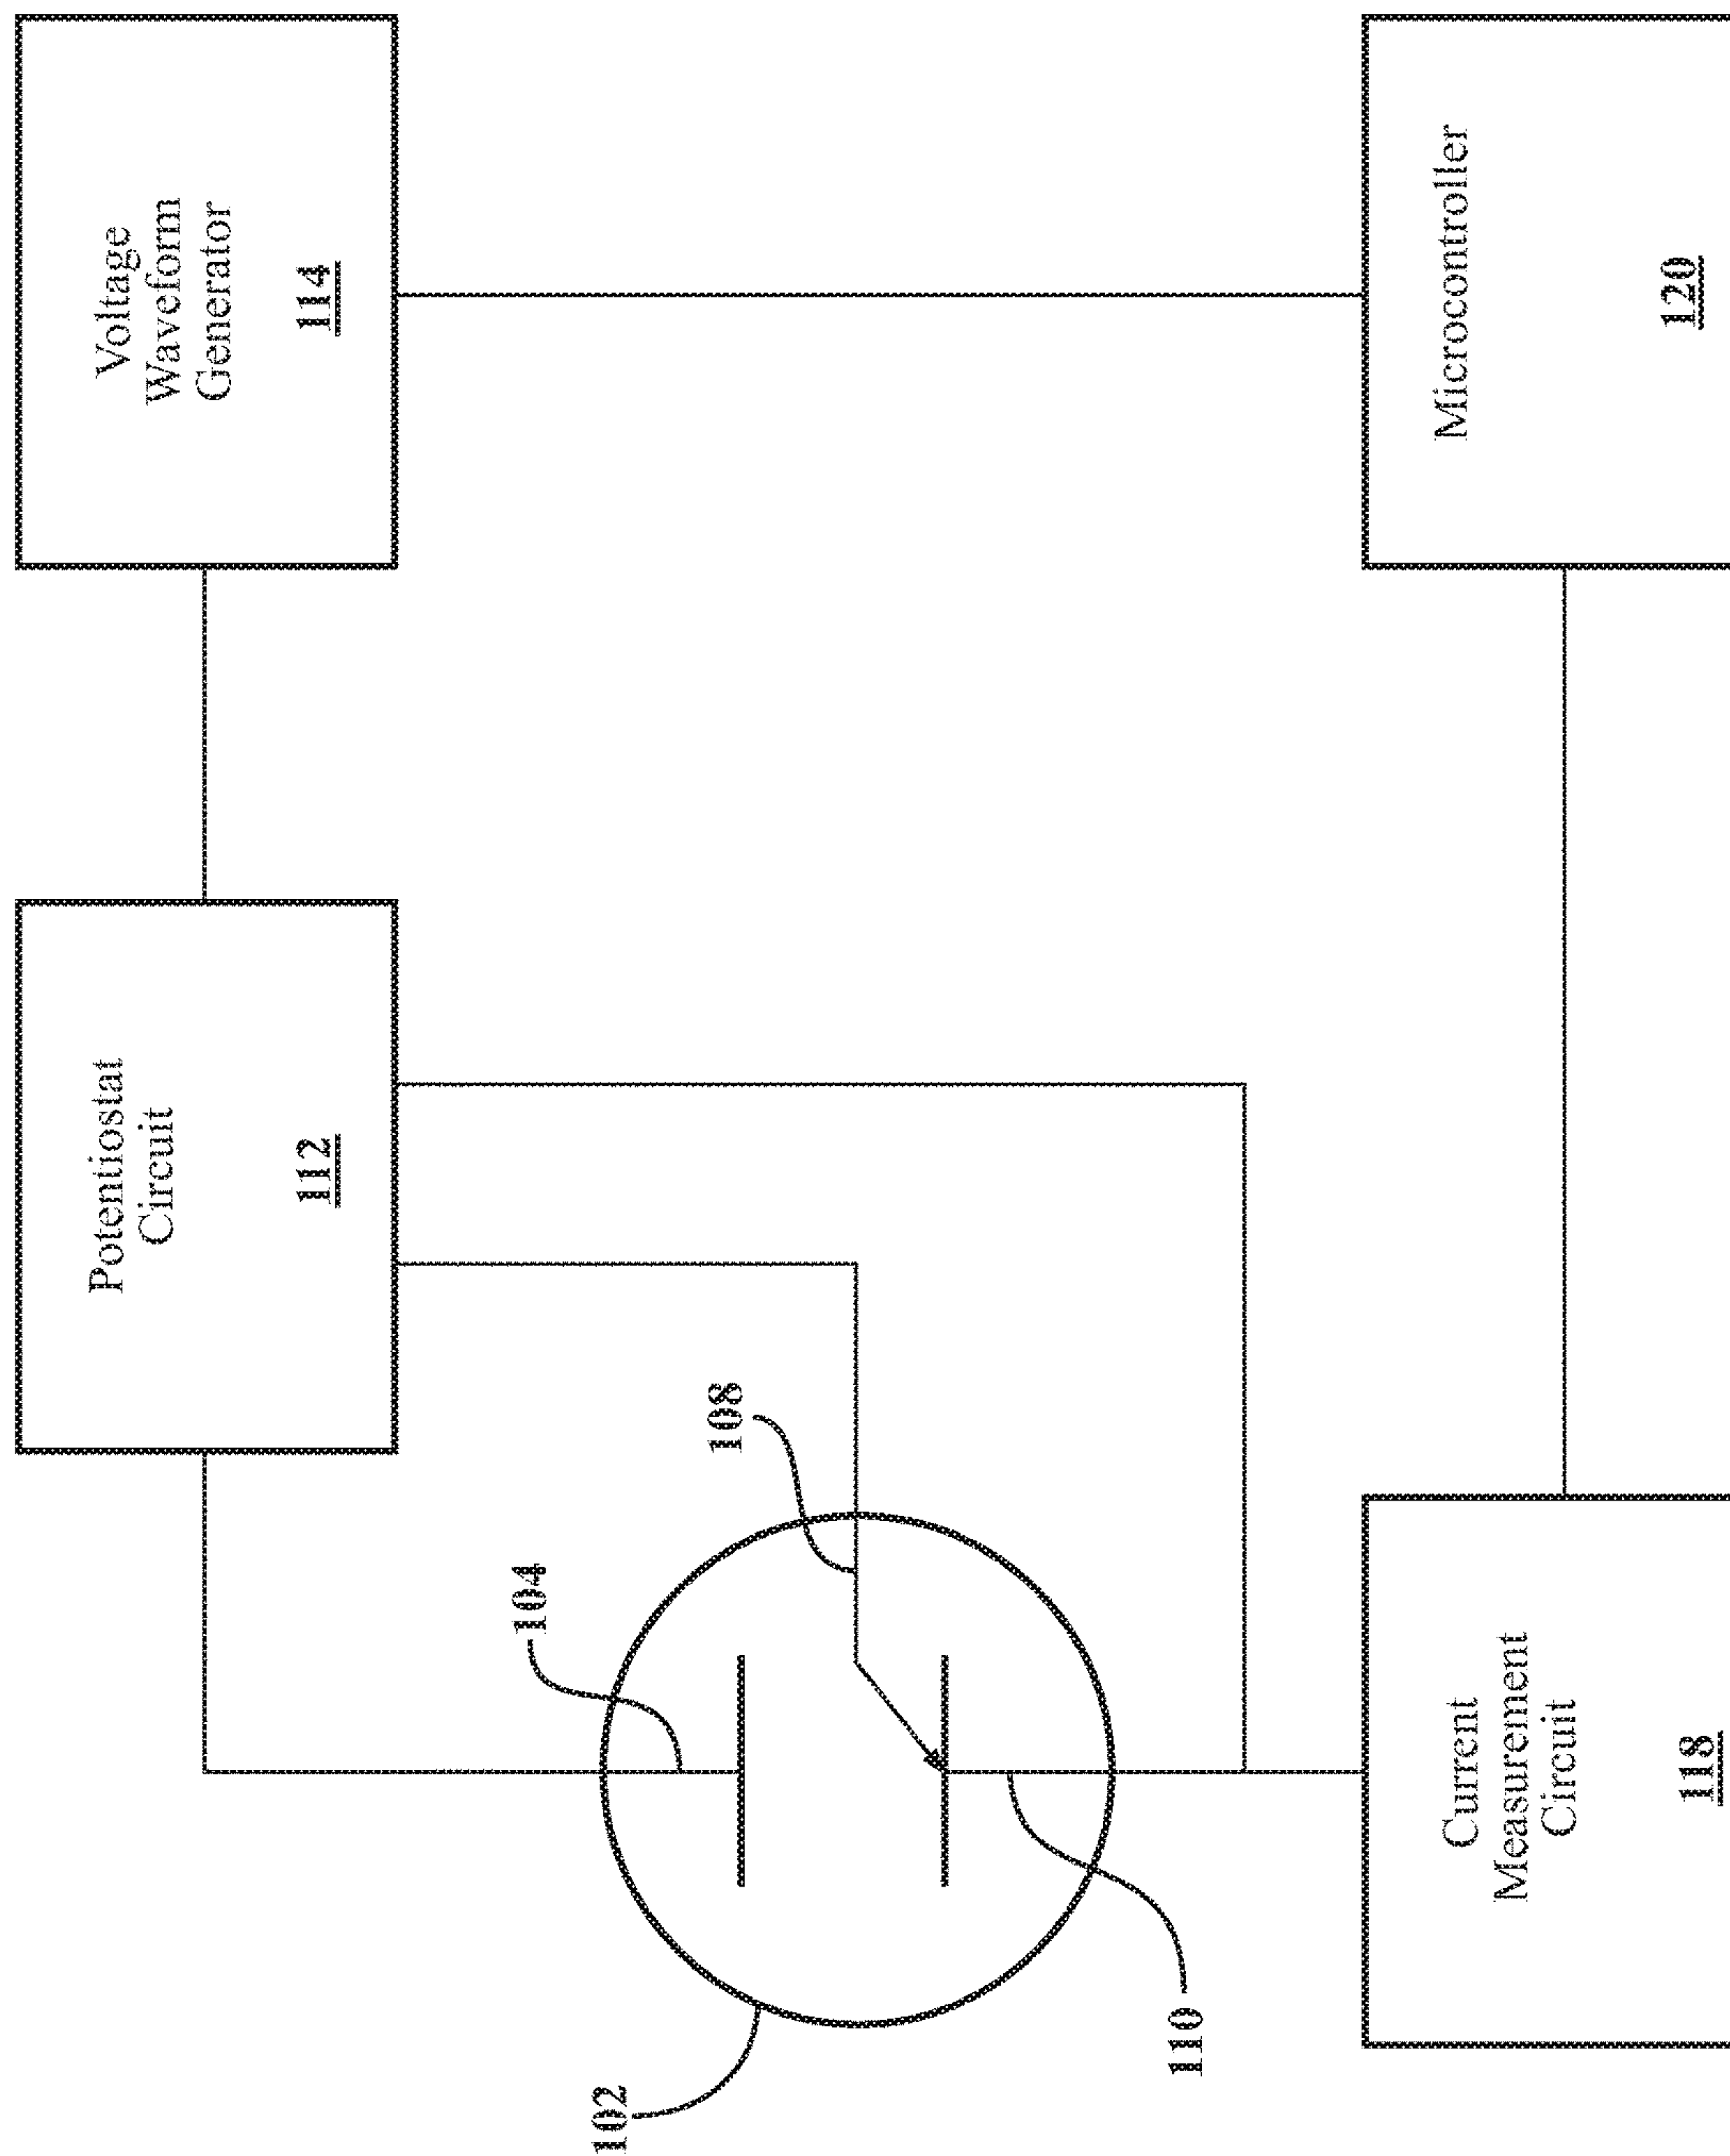 Voltage
Waveform
Generator
114
Potentiostat
Circuit
112
108
104
102
110
Microcontroller
120
Current
Measurement
Circuit
118